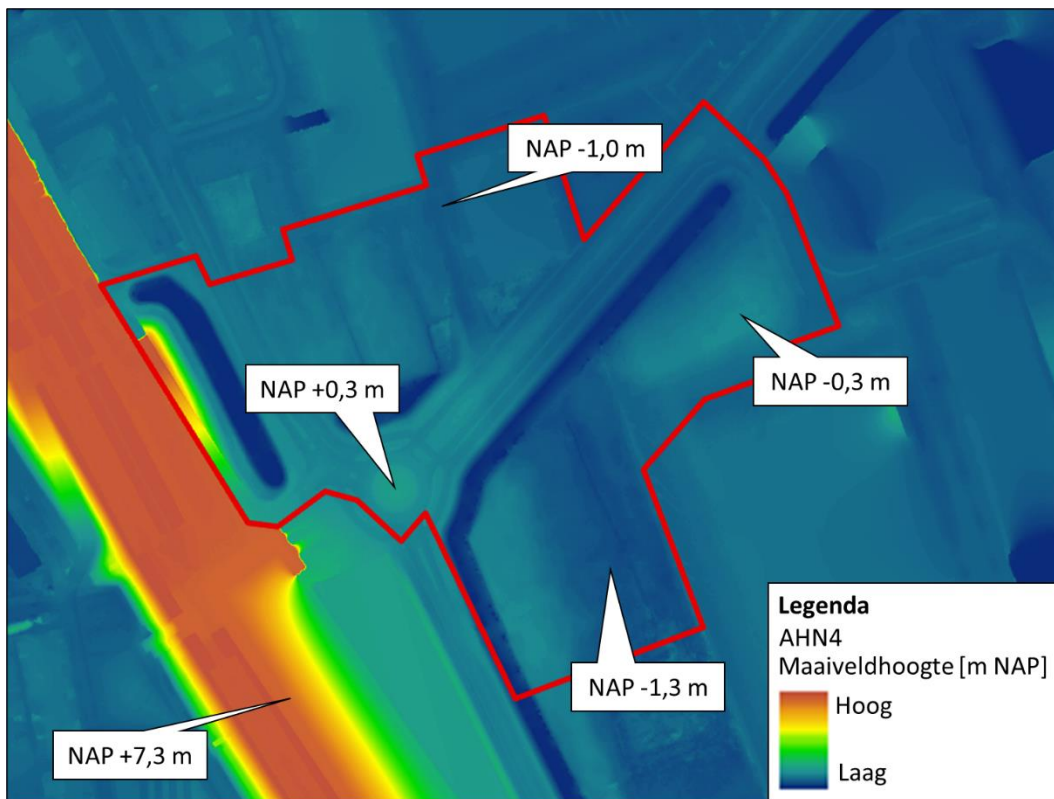 NAP -1,0 m
NAP +0,3 m
NAP -0,3 m
NAP -1,3 m
NAP +7,3 m
Legenda
AHN4
Maaiveldhoogte [m NAP]
Hoog
Laag